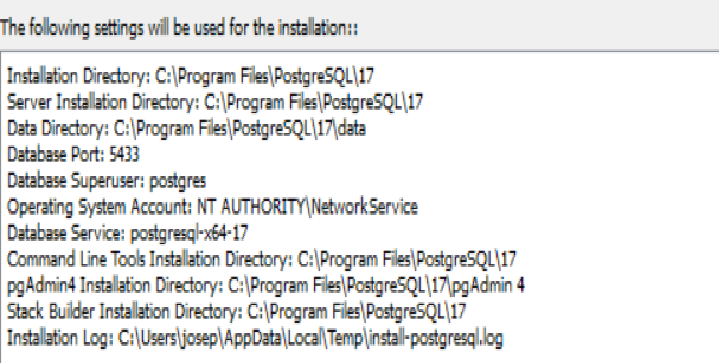 The following settings will be used for the installation::
Installation Directory: C:\Program Files\PostgreSQL\17
Server Installation Directory: C:\Program Files\PostgreSQL\17
Data Directory: C:\Program Files\PostgreSQL\17\data
Database Port: 5433
Database Superuser: postgres
Operating System Account: NT AUTHORITY\NetworkService
Database Service: postgresql-x64-17
Command Line Tools Installation Directory: C:\Program Files\PostgreSQL\17
pgAdmin4 Installation Directory: C:\Program Files\PostgreSQL\17\pgAdmin 4
Stack Builder Installation Directory: C:\Program Files\PostgreSQL\17
Installation Log: C:\Users\josep\AppData\Local\Temp\install-postgresql.log